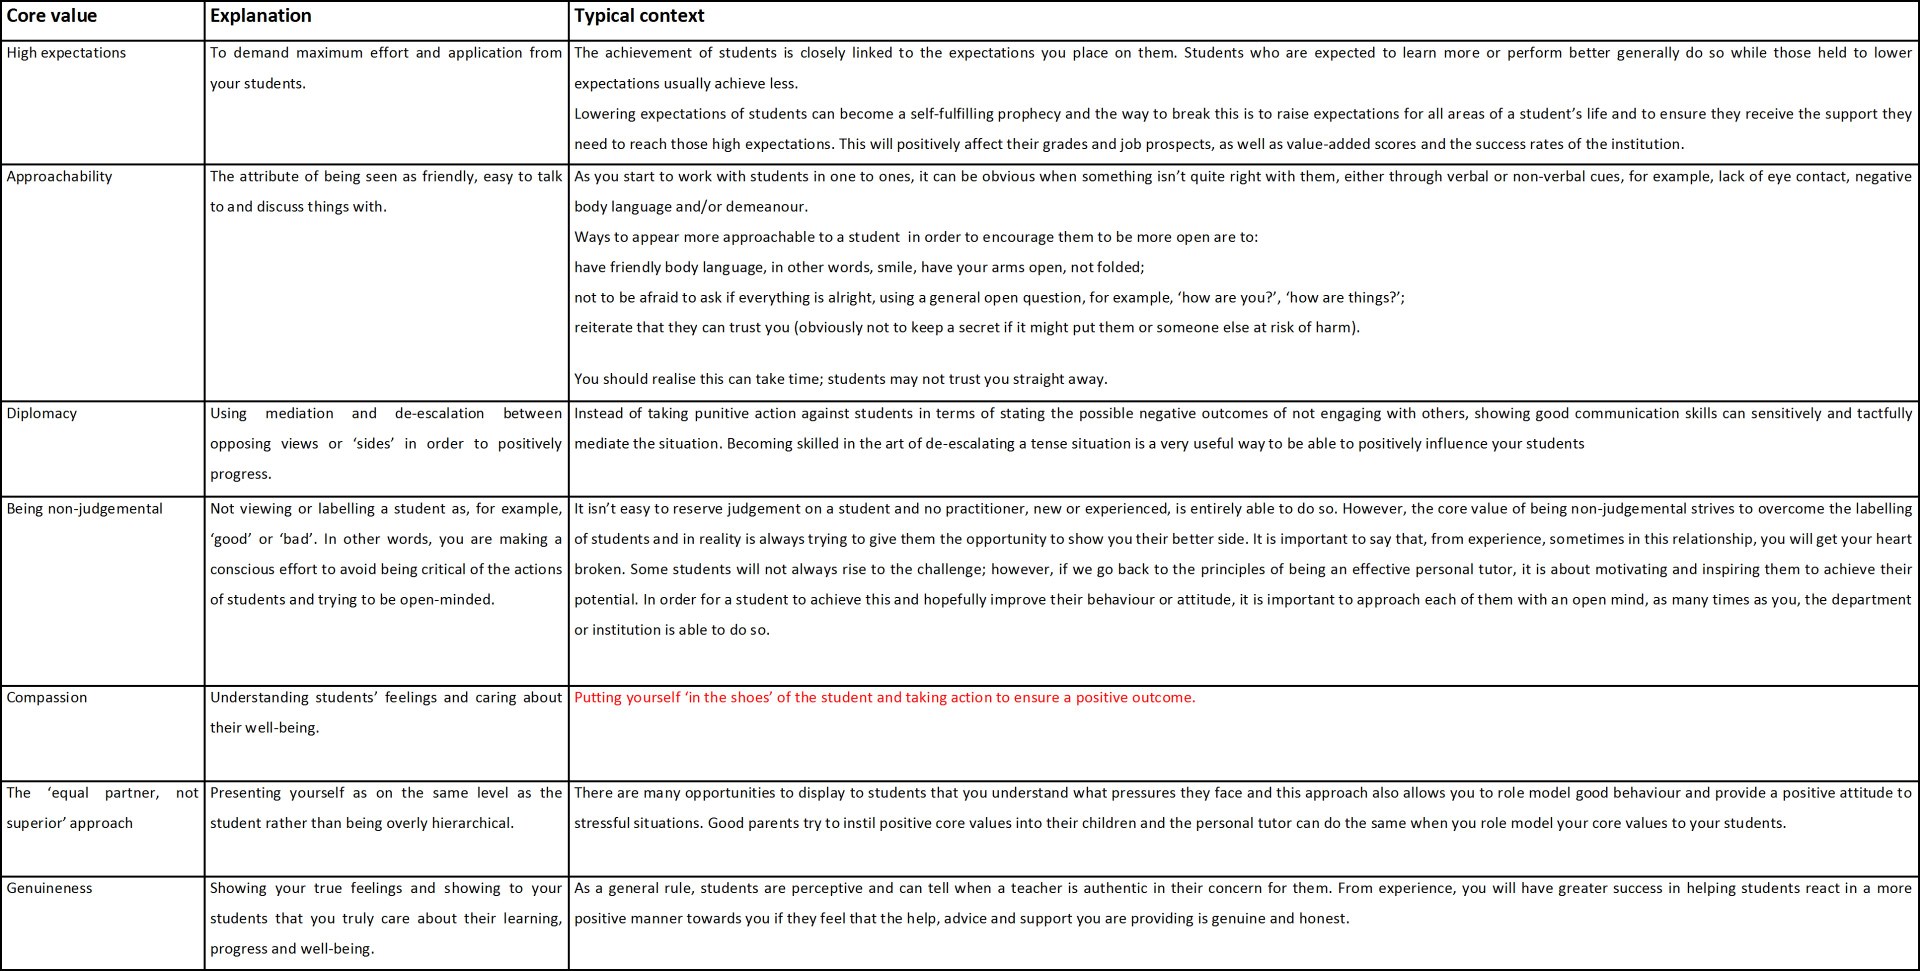 Core value
Explanation
Typical context
High expectations
To demand maximum effort and application from
your students.
The achievement of students is closely linked to the expectations you place on them. Students who are expected to learn more or perform better generally do so while those held to lower
expectations usually achieve less.
Lowering expectations of students can become a self-fulfilling prophecy and the way to break this is to raise expectations for all areas of a student’s life and to ensure they receive the support they
need to reach those high expectations. This will positively affect their grades and job prospects, as well as value-added scores and the success rates of the institution.
Approachability
The attribute of being seen as friendly, easy to talk
to and discuss things with.
As you start to work with students in one to ones, it can be obvious when something isn’t quite right with them, either through verbal or non-verbal cues, for example, lack of eye contact, negative
body language and/or demeanour.
Ways to appear more approachable to a student in order to encourage them to be more open are to:
have friendly body language, in other words, smile, have your arms open, not folded;
not to be afraid to ask if everything is alright, using a general open question, for example, ‘how are you?’, ‘how are things?’;
reiterate that they can trust you (obviously not to keep a secret if it might put them or someone else at risk of harm).
You should realise this can take time; students may not trust you straight away.
Diplomacy
Using mediation and de-escalation between
opposing views or ‘sides’ in order to positively
progress.
Instead of taking punitive action against students in terms of stating the possible negative outcomes of not engaging with others, showing good communication skills can sensitively and tactfully
mediate the situation. Becoming skilled in the art of de-escalating a tense situation is a very useful way to be able to positively influence your students
Being non-judgemental
Not viewing or labelling a student as, for example,
‘good’ or ‘bad’. In other words, you are making a
conscious effort to avoid being critical of the actions
of students and trying to be open-minded.
It isn’t easy to reserve judgement on a student and no practitioner, new or experienced, is entirely able to do so. However, the core value of being non-judgemental strives to overcome the labelling
of students and in reality is always trying to give them the opportunity to show you their better side. It is important to say that, from experience, sometimes in this relationship, you will get your heart
broken. Some students will not always rise to the challenge; however, if we go back to the principles of being an effective personal tutor, it is about motivating and inspiring them to achieve their
potential. In order for a student to achieve this and hopefully improve their behaviour or attitude, it is important to approach each of them with an open mind, as many times as you, the department
or institution is able to do so.
Compassion
Understanding students’ feelings and caring about
their well-being.
Putting yourself ‘in the shoes’ of the student and taking action to ensure a positive outcome.
The ‘equal partner, not
superior’ approach
Presenting yourself as on the same level as the
student rather than being overly hierarchical.
There are many opportunities to display to students that you understand what pressures they face and this approach also allows you to role model good behaviour and provide a positive attitude to
stressful situations. Good parents try to instil positive core values into their children and the personal tutor can do the same when you role model your core values to your students.
Genuineness
Showing your true feelings and showing to your
students that you truly care about their learning,
progress and well-being.
As a general rule, students are perceptive and can tell when a teacher is authentic in their concern for them. From experience, you will have greater success in helping students react in a more
positive manner towards you if they feel that the help, advice and support you are providing is genuine and honest.